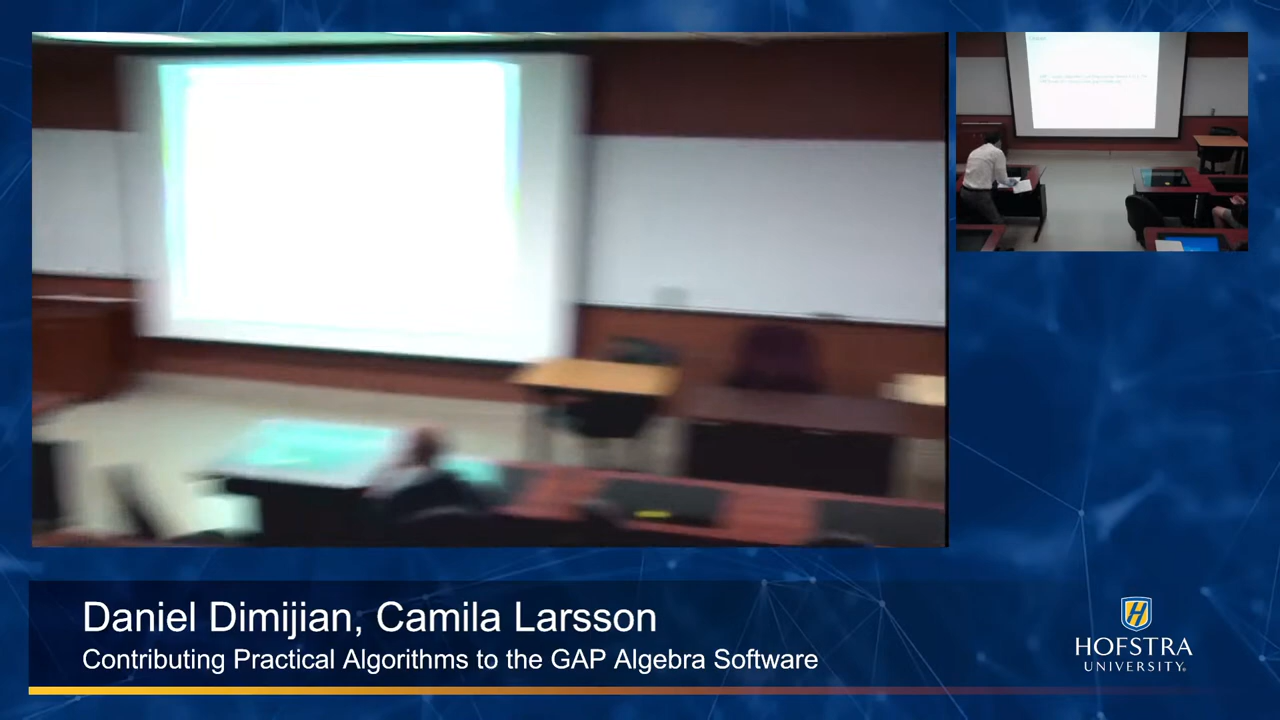 Daniel Dimijian, Camila Larsson
Contributing Practical Algorithms to the GAP Algebra Software
HOFSTRA
UNIVERSITY